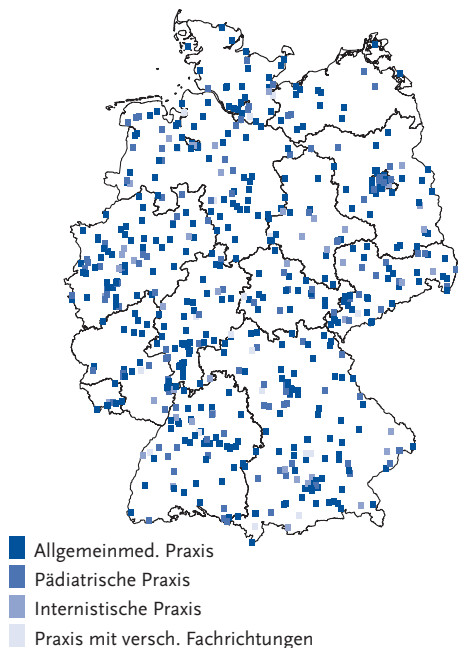 Allgemeinmed. Praxis
Pädiatrische Praxis
Internistische Praxis
Praxis mit versch. Fachrichtungen